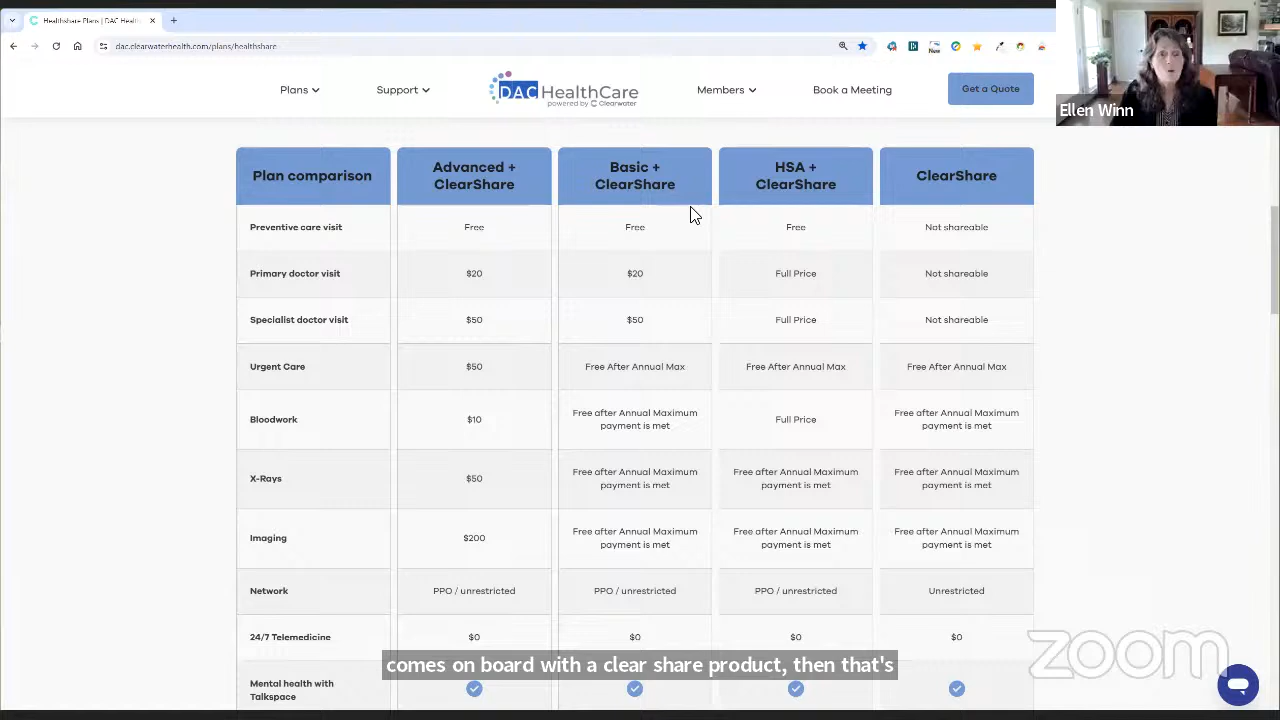 Healthshare Plans | DAC Health
dac.clearwaterhealth.com/plans/healthshare
Ellen Winn
Plans
Support
DAC HealthCare
powered by Clearwater
Members
Book a Meeting
Get a Quote
Plan comparison
Advanced +
ClearShare
Basic +
ClearShare
HSA +
ClearShare
ClearShare
Preventive care visit
Free
Free
Free
Not shareable
Primary doctor visit
$20
$20
Full Price
Not shareable
Specialist doctor visit
$50
$50
Full Price
Not shareable
Urgent Care
$50
Free After Annual Max
Free After Annual Max
Free After Annual Max
Bloodwork
$10
Free after Annual Maximum
payment is met
Full Price
Free after Annual Maximum
payment is met
X-Rays
$50
Free after Annual Maximum
payment is met
Free after Annual Maximum
payment is met
Free after Annual Maximum
payment is met
Imaging
$200
Free after Annual Maximum
payment is met
Free after Annual Maximum
payment is met
Free after Annual Maximum
payment is met
Network
PPO / unrestricted
PPO / unrestricted
PPO / unrestricted
Unrestricted
24/7 Telemedicine
$0
$0
$0
$0
comes on board with a clear share product, then that's
zoom
Mental health with
Talkspace